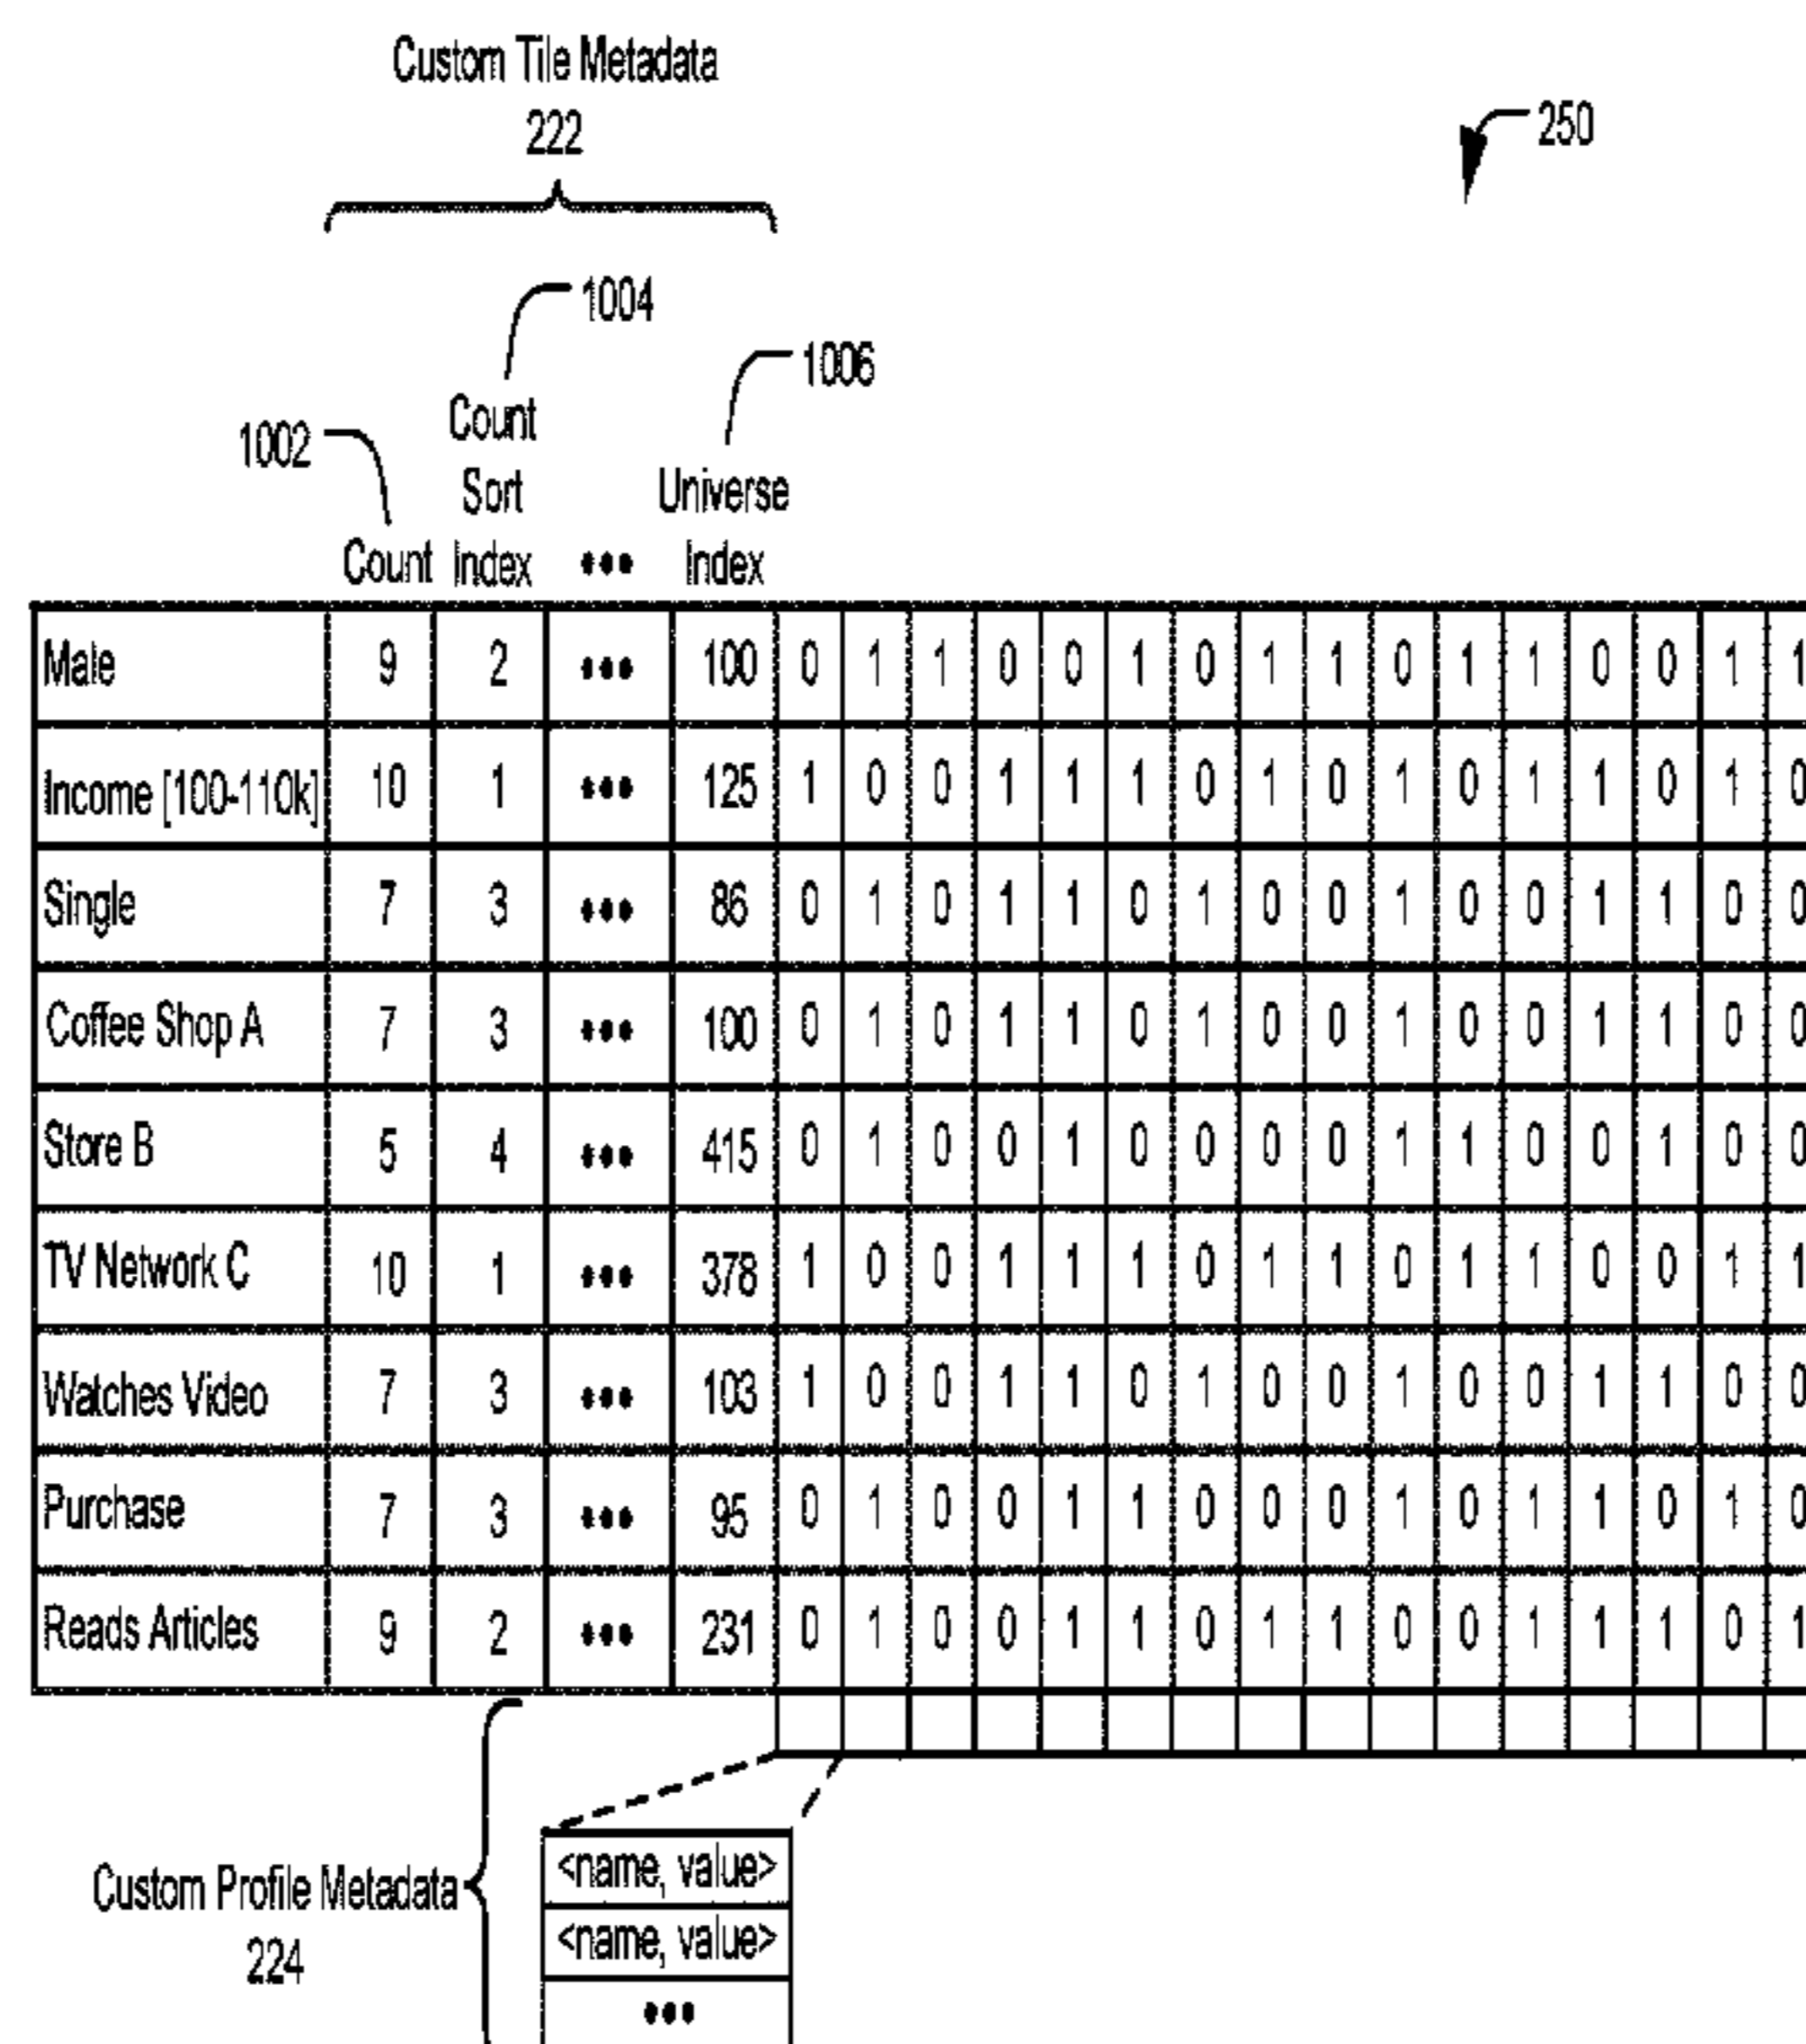 Custom Tile Metadata
222
250
1004
1006
1002
Count
Sort
Universe
Count Index ••• Index
Male 9 2 ••• 100 0 1 1 0 0 1 0 1 1 0 1 1 0 0 1 1
Income [100-110k] 10 1 ••• 125 1 0 0 1 1 1 0 1 0 1 0 1 1 0 1 0
Single 7 3 ••• 86 0 1 0 1 1 0 1 0 0 1 0 0 1 1 0 0
Coffee Shop A 7 3 ••• 100 0 1 0 1 1 0 1 0 0 1 0 0 1 1 0 0
Store B 5 4 ••• 415 0 1 0 0 1 0 0 0 0 1 1 0 0 1 0 0
TV Network C 10 1 ••• 378 1 0 0 1 1 1 0 1 1 0 1 1 0 0 1 1
Watches Video 7 3 ••• 103 1 0 0 1 1 0 1 0 0 1 0 0 1 1 0 0
Purchase 7 3 ••• 95 0 1 0 0 1 1 0 0 0 1 0 1 1 0 1 0
Reads Articles 9 2 ••• 231 0 1 0 0 1 1 0 1 1 0 0 1 1 1 0 1
<name, value>
Custom Profile Metadata
<name, value>
224
•••